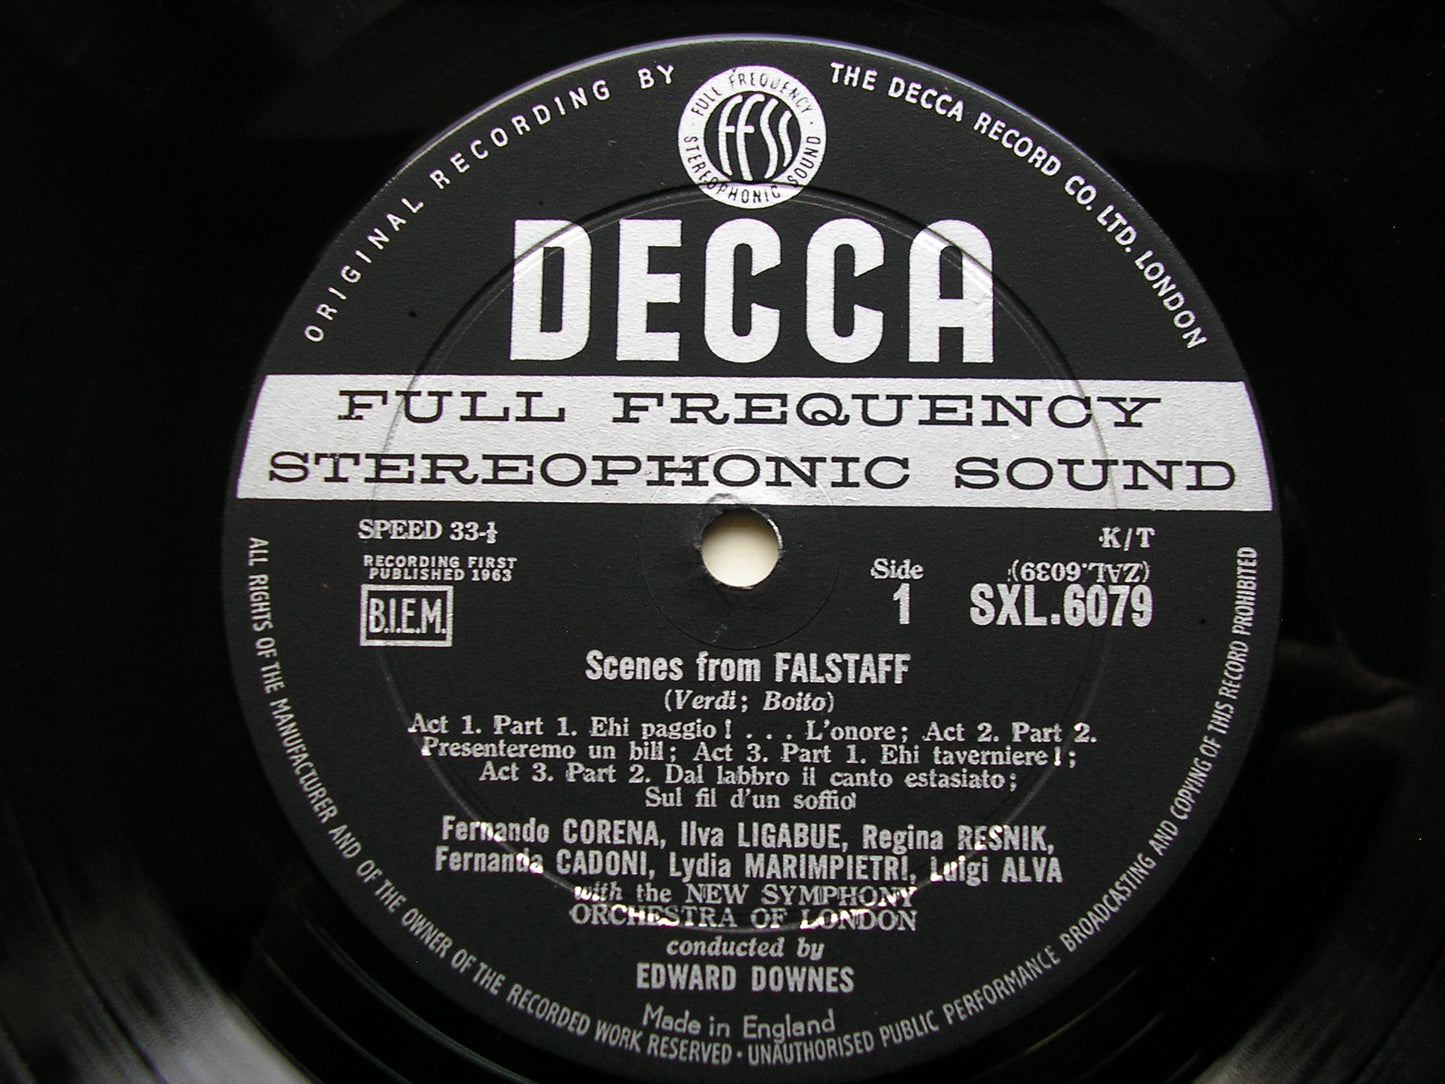 ORIGINAL RECORDING BY
THE DECCA RECORD CO. LTD. LONDON
FULL FREQUENCY
FFSS
STEREOPHONIC SOUND
DECCA
FULL FREQUENCY
STEREOPHONIC SOUND
SPEED 33-⅓
K/T
RECORDING FIRST
PUBLISHED 1963
Side
(ZAL.6039)
B.I.E.M.
1
SXL.6079
Scenes from FALSTAFF
(Verdi; Boito)
Act 1. Part 1. Ehi paggio! . . . L'onore; Act 2. Part 2.
Presenteremo un bill; Act 3. Part 1. Ehi taverniere!;
Act 3. Part 2. Dal labbro il canto estasiato;
Sul fil d'un soffio
Fernando CORENA, Ilva LIGABUE, Regina RESNIK,
Fernanda CADONI, Lydia MARIMPIETRI, Luigi ALVA
with the NEW SYMPHONY
ORCHESTRA OF LONDON
conducted by
EDWARD DOWNES
Made in England
ALL RIGHTS OF THE MANUFACTURER AND OF THE OWNER OF THE RECORDED WORK RESERVED · UNAUTHORISED PUBLIC PERFORMANCE BROADCASTING AND COPYING OF THIS RECORD PROHIBITED